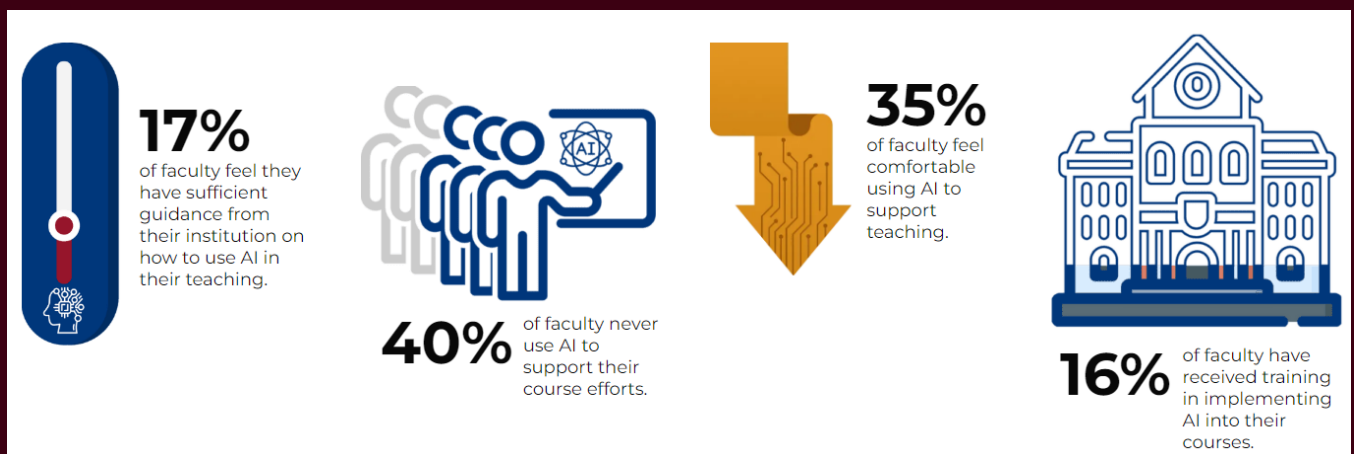 17%
of faculty feel they
have sufficient
guidance from
their institution on
how to use AI in
their teaching.
AI
40%
of faculty never
use AI to
support their
course efforts.
35%
of faculty feel
comfortable
using AI to
support
teaching.
16%
of faculty have
received training
in implementing
AI into their
courses.